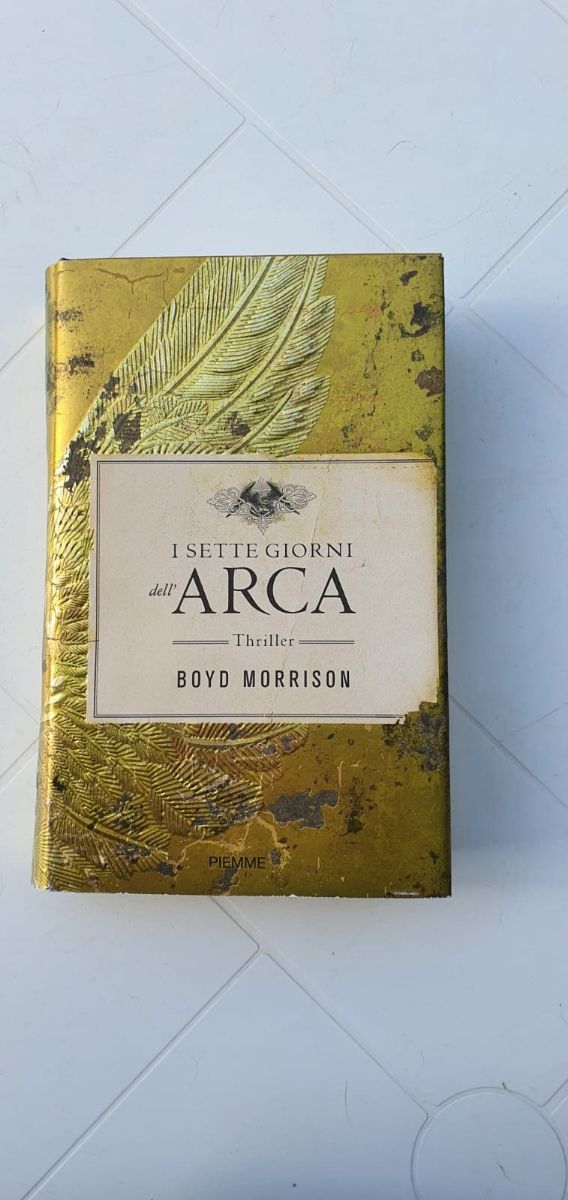 I SETTE GIORNI
dell' ARCA
Thriller
BOYD MORRISON
PIEMME